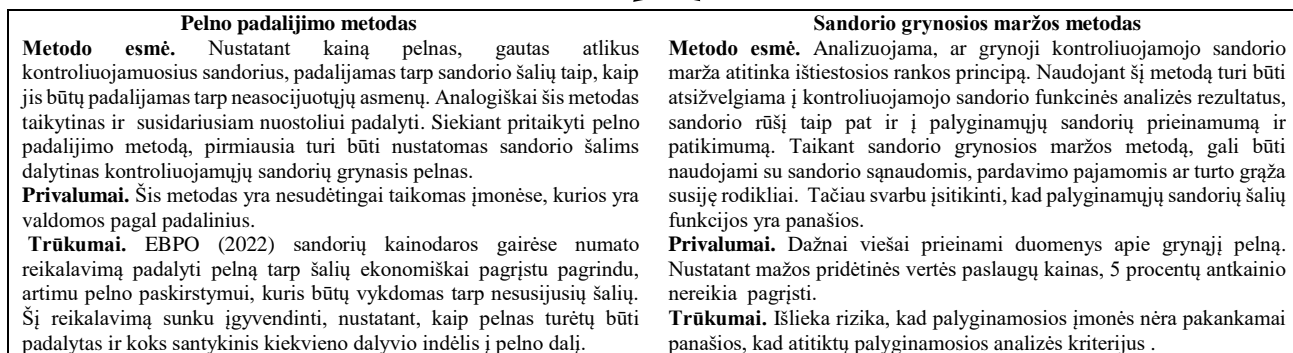 Pelno padalijimo metodas
Metodo esmė. Nustatant kainą pelnas, gautas atlikus
kontroliuojamuosius sandorius, padalijamas tarp sandorio šalių taip, kaip
jis būtų padalijamas tarp neasocijuotųjų asmenų. Analogiškai šis metodas
taikytinas ir susidariusiam nuostoliui padalyti. Siekiant pritaikyti pelno
padalijimo metodą, pirmiausia turi būti nustatomas sandorio šalims
dalytinas kontroliuojamųjų sandorių grynasis pelnas.
Privalumai. Šis metodas yra nesudėtingai taikomas įmonėse, kurios yra
valdomos pagal padalinius.
Trūkumai. EBPO (2022) sandorių kainodaros gairėse numato
reikalavimą padalyti pelną tarp šalių ekonomiškai pagrįstu pagrindu,
artimu pelno paskirstymui, kuris būtų vykdomas tarp nesusijusių šalių.
Šį reikalavimą sunku įgyvendinti, nustatant, kaip pelnas turėtų būti
padalytas ir koks santykinis kiekvieno dalyvio indėlis į pelno dalį.
Sandorio grynosios maržos metodas
Metodo esmė. Analizuojama, ar grynoji kontroliuojamojo sandorio
marža atitinka ištiestosios rankos principą. Naudojant šį metodą turi būti
atsižvelgiama į kontroliuojamojo sandorio funkcinės analizės rezultatus,
sandorio rūšį taip pat ir į palyginamųjų sandorių prieinamumą ir
patikimumą. Taikant sandorio grynosios maržos metodą, gali būti
naudojami su sandorio sąnaudomis, pardavimo pajamomis ar turto grąža
susiję rodikliai. Tačiau svarbu įsitikinti, kad palyginamųjų sandorių šalių
funkcijos yra panašios.
Privalumai. Dažnai viešai prieinami duomenys apie grynąjį pelną.
Nustatant mažos pridėtinės vertės paslaugų kainas, 5 procentų antkainio
nereikia pagrįsti.
Trūkumai. Išlieka rizika, kad palyginamosios įmonės nėra pakankamai
panašios, kad atitiktų palyginamosios analizės kriterijus .